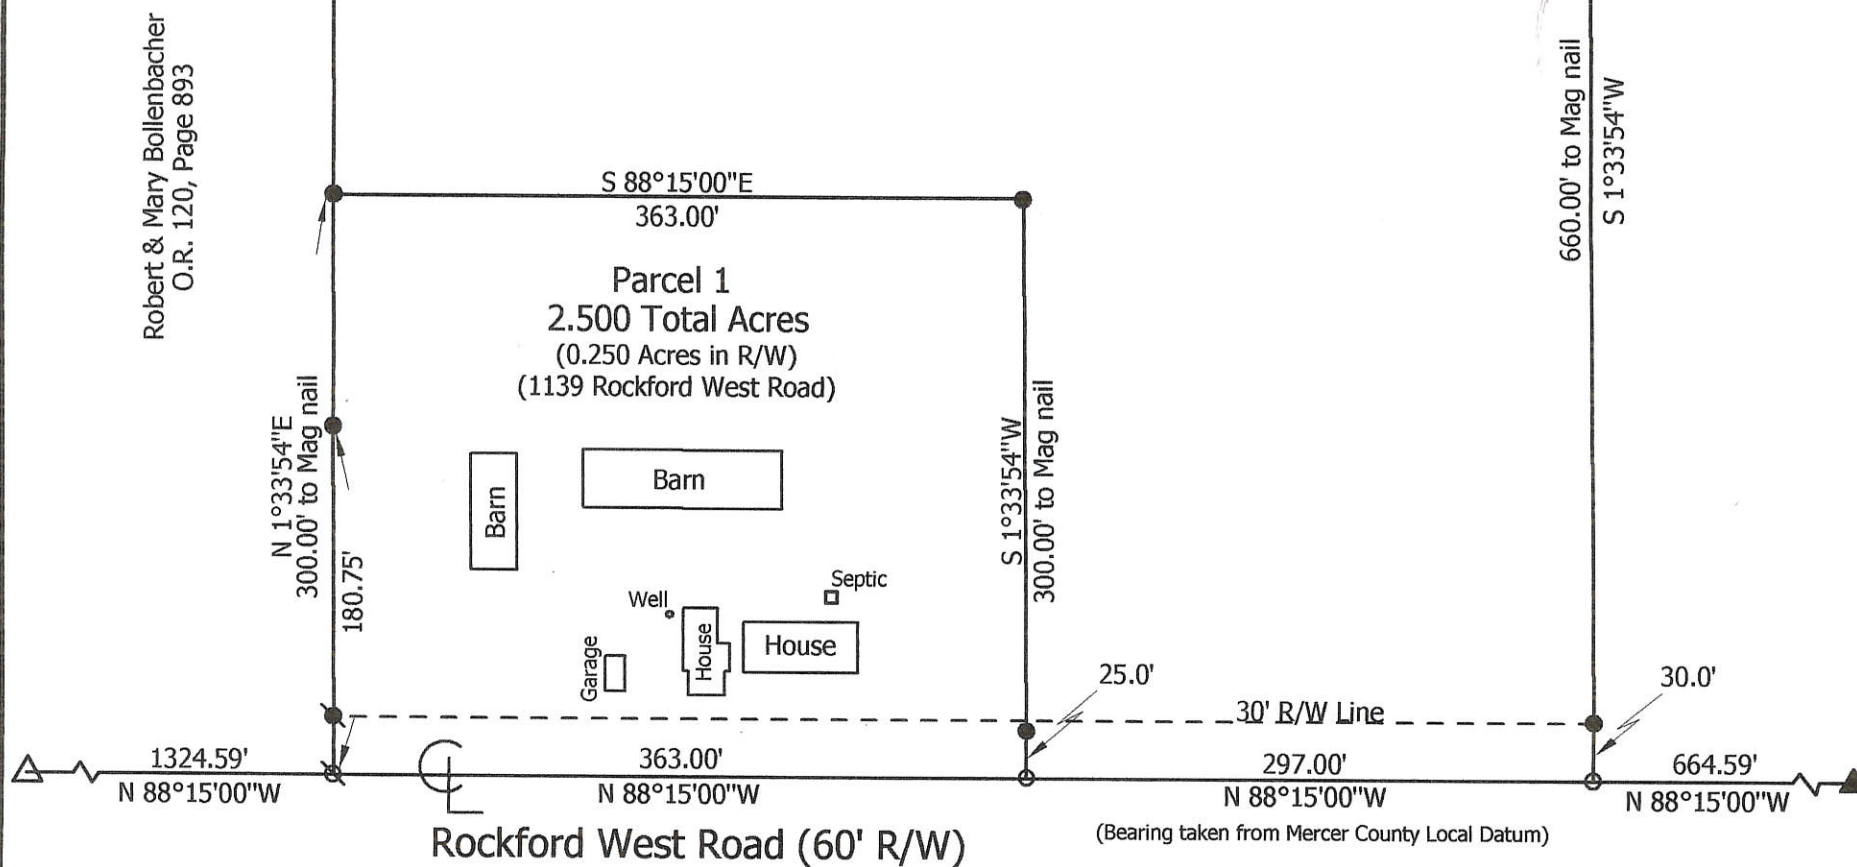 Robert & Mary Bollenbacher
O.R. 120, Page 893
660.00' to Mag nail
S 1°33'54"W
S 88°15'00"E
363.00'
Parcel 1
2.500 Total Acres
(0.250 Acres in R/W)
(1139 Rockford West Road)
N 1°33'54"E
300.00' to Mag nail
180.75'
Barn
Barn
S 1°33'54"W
300.00' to Mag nail
Septic
Well
House
House
Garage
25.0'
30.0'
30' R/W Line
1324.59'
N 88°15'00"W
CL
363.00'
N 88°15'00"W
297.00'
N 88°15'00"W
664.59'
N 88°15'00"W
Rockford West Road (60' R/W)
(Bearing taken from Mercer County Local Datum)